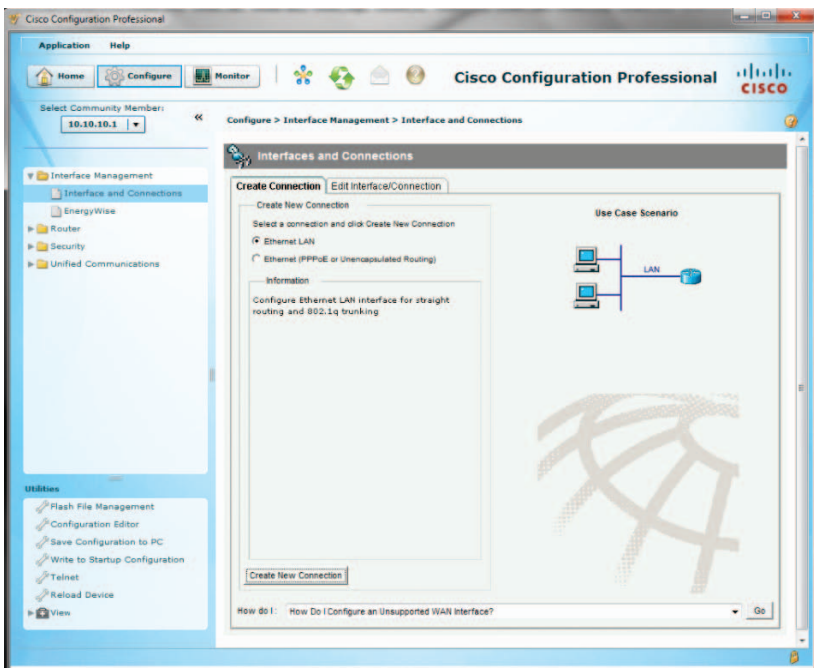 Cisco Configuration Professional
Application Help
Home Configure Monitor Cisco Configuration Professional CISCO
Select Community Member:
10.10.10.1
«
Configure > Interface Management > Interface and Connections
Interface Management
Interface and Connections
EnergyWise
Router
Security
Unified Communications
Utilities
Flash File Management
Configuration Editor
Save Configuration to PC
Write to Startup Configuration
Telnet
Reload Device
View
Interfaces and Connections
Create Connection Edit Interface/Connection
Create New Connection
Select a connection and click Create New Connection
Ethernet LAN
Ethernet (PPPoE or Unencapsulated Routing)
Information
Configure Ethernet LAN interface for straight
routing and 802.1q trunking
Use Case Scenario
LAN
Create New Connection
How do I: How Do I Configure an Unsupported WAN Interface? Go